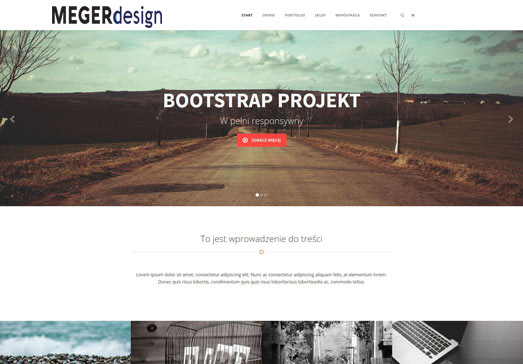 MEGERdesign
START OPINIE PORTFOLIO SKLEP WSPÓŁPRACA KONTAKT
BOOTSTRAP PROJEKT
W pełni responsywny
ZOBACZ WIĘCEJ
To jest wprowadzenie do treści
Lorem ipsum dolor sit amet, consectetur adipiscing elit. Nunc ac consectetur adipiscing aliquam felis, at elementum lorem.
Donec quis risus lobortis, condimentum quis quis risus lobortorisus lobortisodio ac, commodo tellus.